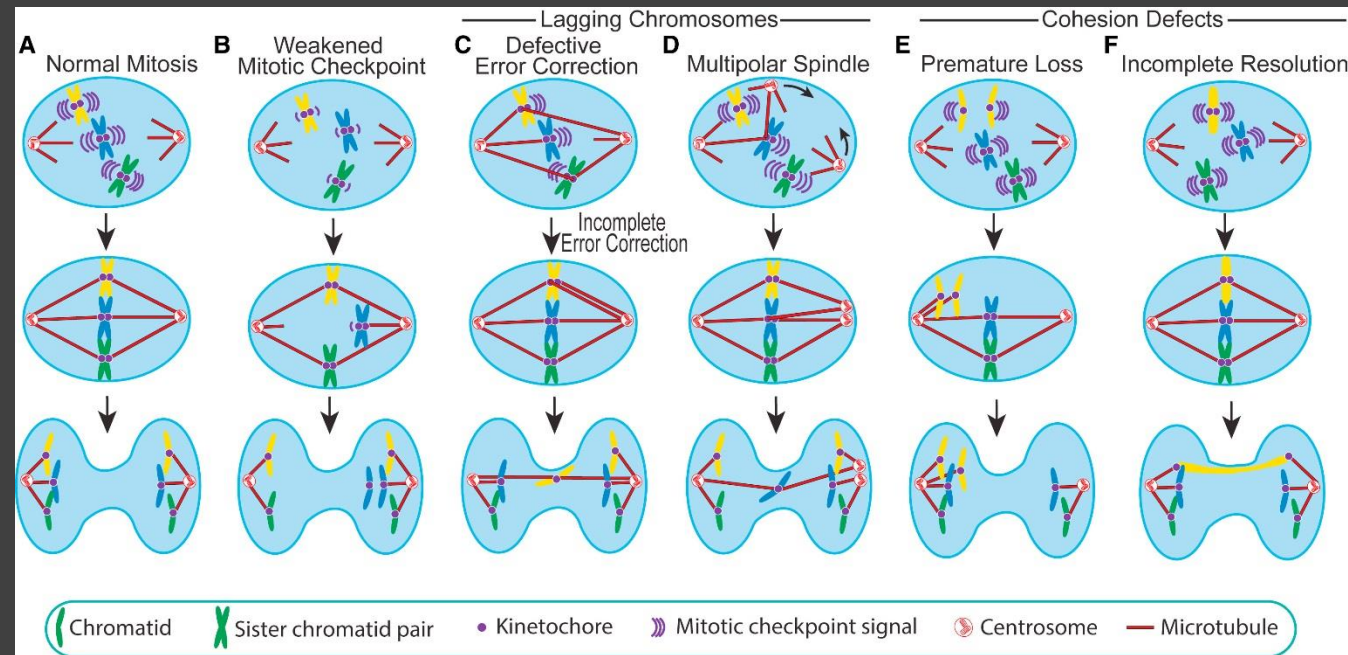 Lagging Chromosomes
Cohesion Defects
A
Normal Mitosis
B
Weakened
Mitotic Checkpoint
C
Defective
Error Correction
D
Multipolar Spindle
E
Premature Loss
F
Incomplete Resolution
Incomplete
Error Correction
Chromatid
Sister chromatid pair
Kinetochore
Mitotic checkpoint signal
Centrosome
Microtubule